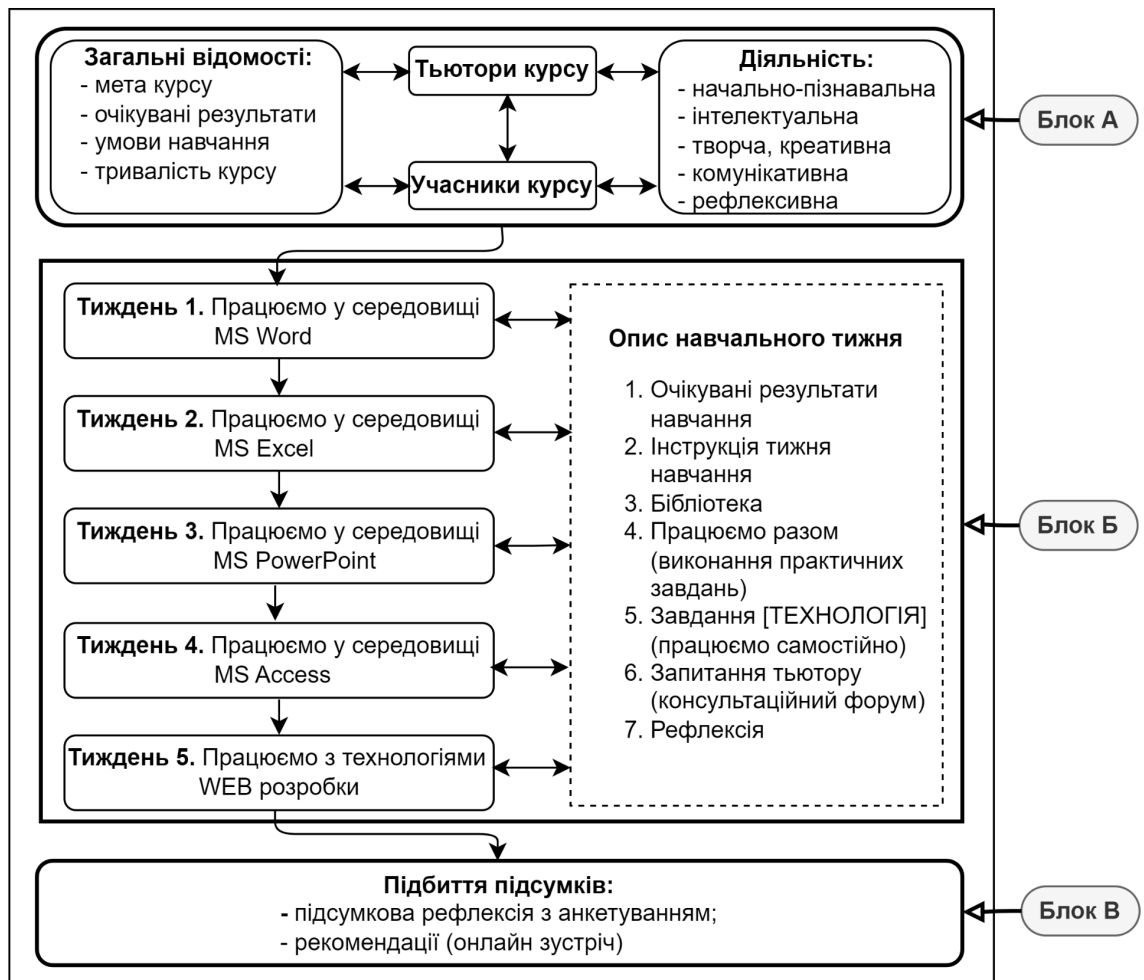 Загальні відомості:
- мета курсу
- очікувані результати
- умови навчання
- тривалість курсу
Тьютори курсу
Учасники курсу
Діяльність:
- начально-пізнавальна
- інтелектуальна
- творча, креативна
- комунікативна
- рефлексивна
Блок А
Тиждень 1. Працюємо у середовищі
MS Word
Тиждень 2. Працюємо у середовищі
MS Excel
Тиждень 3. Працюємо у середовищі
MS PowerPoint
Тиждень 4. Працюємо у середовищі
MS Access
Тиждень 5. Працюємо з технологіями
WEB розробки
Опис навчального тижня
1. Очікувані результати
навчання
2. Інструкція тижня
навчання
3. Бібліотека
4. Працюємо разом
(виконання практичних
завдань)
5. Завдання [ТЕХНОЛОГІЯ]
(працюємо самостійно)
6. Запитання тьютору
(консультаційний форум)
7. Рефлексія
Блок Б
Підбиття підсумків:
- підсумкова рефлексія з анкетуванням;
- рекомендації (онлайн зустріч)
Блок В